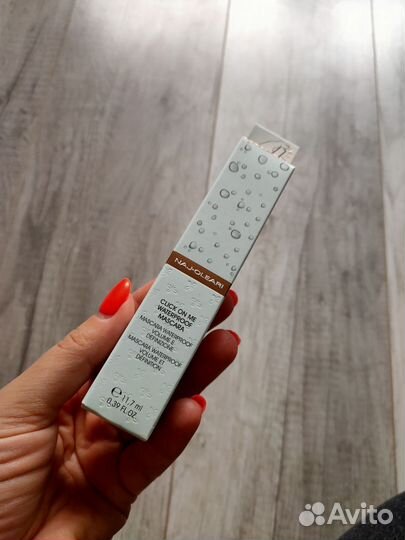 NAJ·OLEARI
CLICK ON ME
WATERPROOF
MASCARA
MASCARA WATERPROOF
VOLUME E
DEFINIZIONE
MASCARA WATERPROOF
VOLUME ET
DÉFINITION
e 11,7 ml
0.39 FL.OZ.
Avito